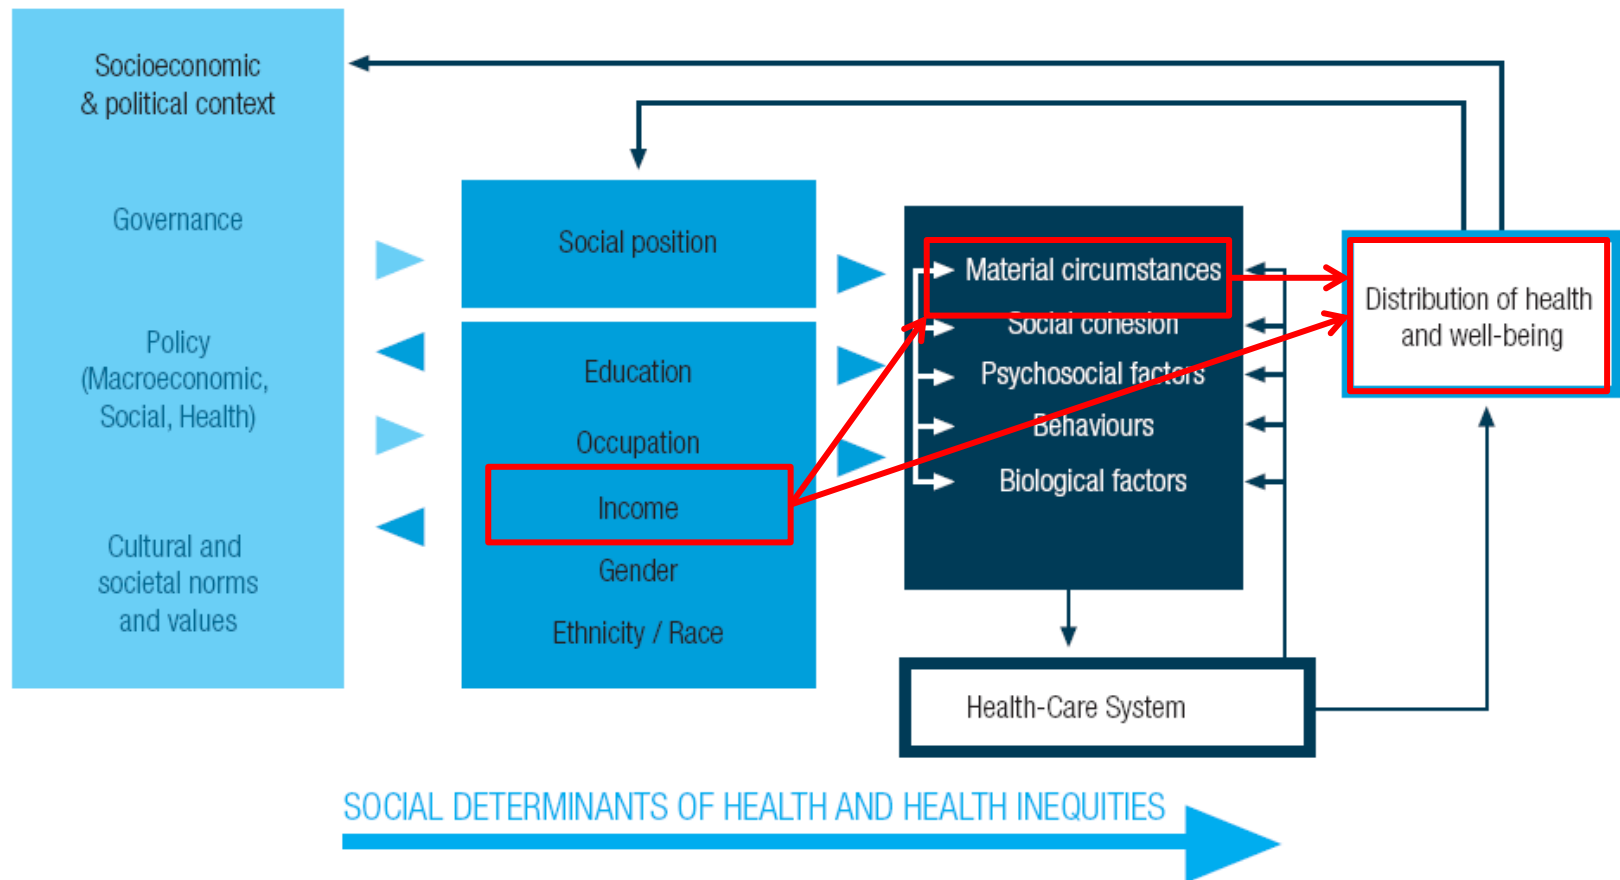 Socioeconomic
& political context
Governance
Policy
(Macroeconomic,
Social, Health)
Cultural and
societal norms
and values
Social position
Education
Occupation
Income
Gender
Ethnicity / Race
Material circumstances
Social cohesion
Psychosocial factors
Behaviours
Biological factors
Health-Care System
Distribution of health
and well-being
SOCIAL DETERMINANTS OF HEALTH AND HEALTH INEQUITIES